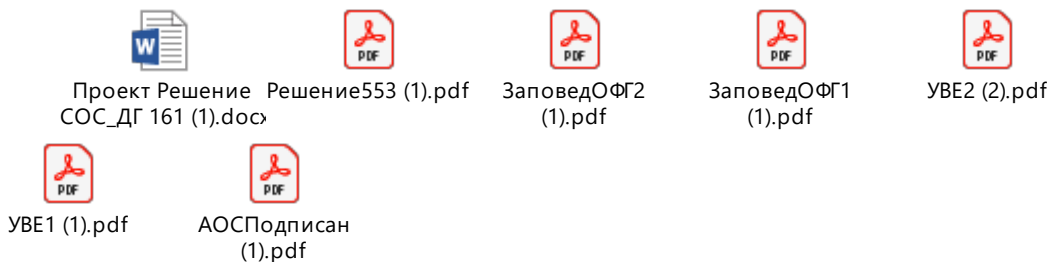 W
PDF
PDF
PDF
PDF
Проект Решение
СОС_ДГ 161 (1).docx
Решение553 (1).pdf
ЗаповедОФГ2
(1).pdf
ЗаповедОФГ1
(1).pdf
УВЕ2 (2).pdf
PDF
PDF
УВЕ1 (1).pdf
АОСПодписан
(1).pdf